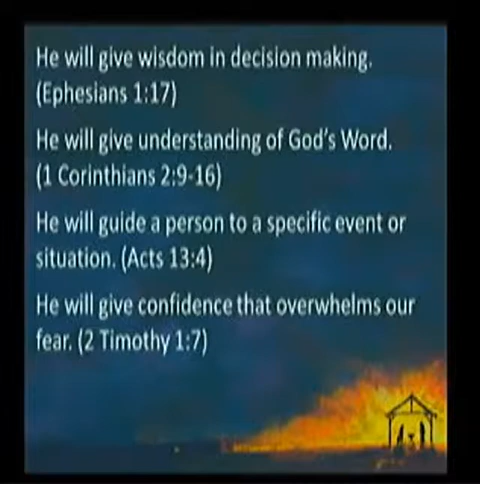 He will give wisdom in decision making.
(Ephesians 1:17)
He will give understanding of God's Word.
(1 Corinthians 2:9-16)
He will guide a person to a specific event or
situation. (Acts 13:4)
He will give confidence that overwhelms our
fear. (2 Timothy 1:7)